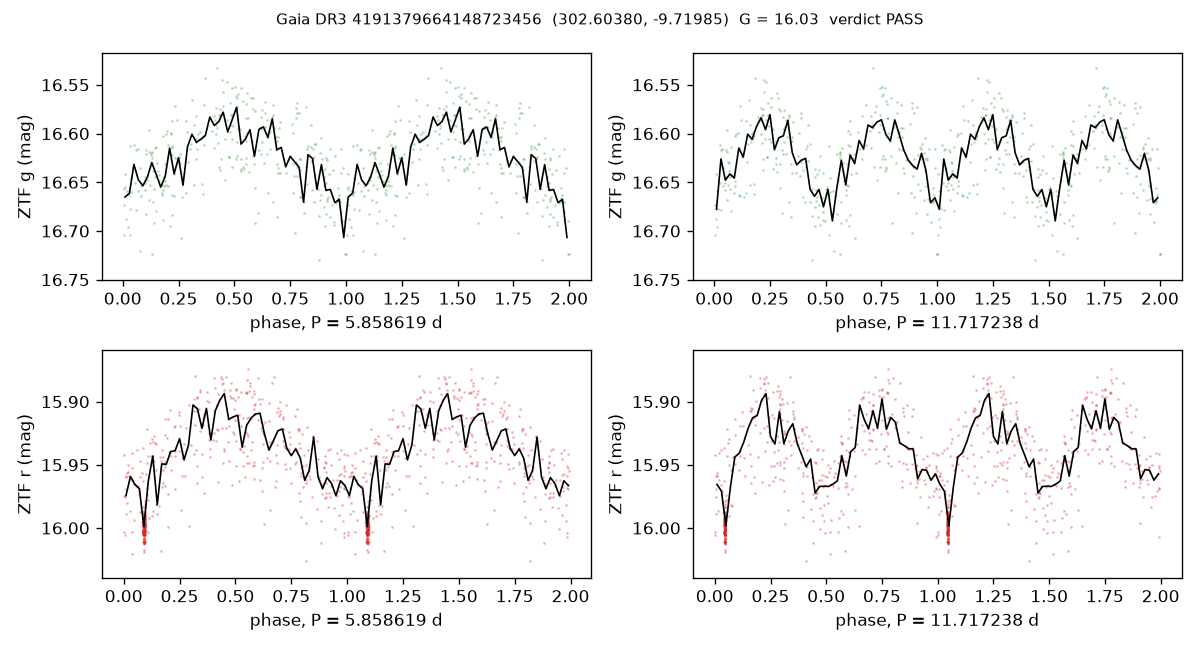 Gaia DR3 4191379664148723456  (302.60380, -9.71985)  G = 16.03  verdict PASS
ZTF g (mag)
16.55
16.60
16.65
16.70
16.75
0.00 0.25 0.50 0.75 1.00 1.25 1.50 1.75 2.00
phase, P = 5.858619 d
ZTF g (mag)
16.55
16.60
16.65
16.70
16.75
0.00 0.25 0.50 0.75 1.00 1.25 1.50 1.75 2.00
phase, P = 11.717238 d
ZTF r (mag)
15.90
15.95
16.00
0.00 0.25 0.50 0.75 1.00 1.25 1.50 1.75 2.00
phase, P = 5.858619 d
ZTF r (mag)
15.90
15.95
16.00
0.00 0.25 0.50 0.75 1.00 1.25 1.50 1.75 2.00
phase, P = 11.717238 d